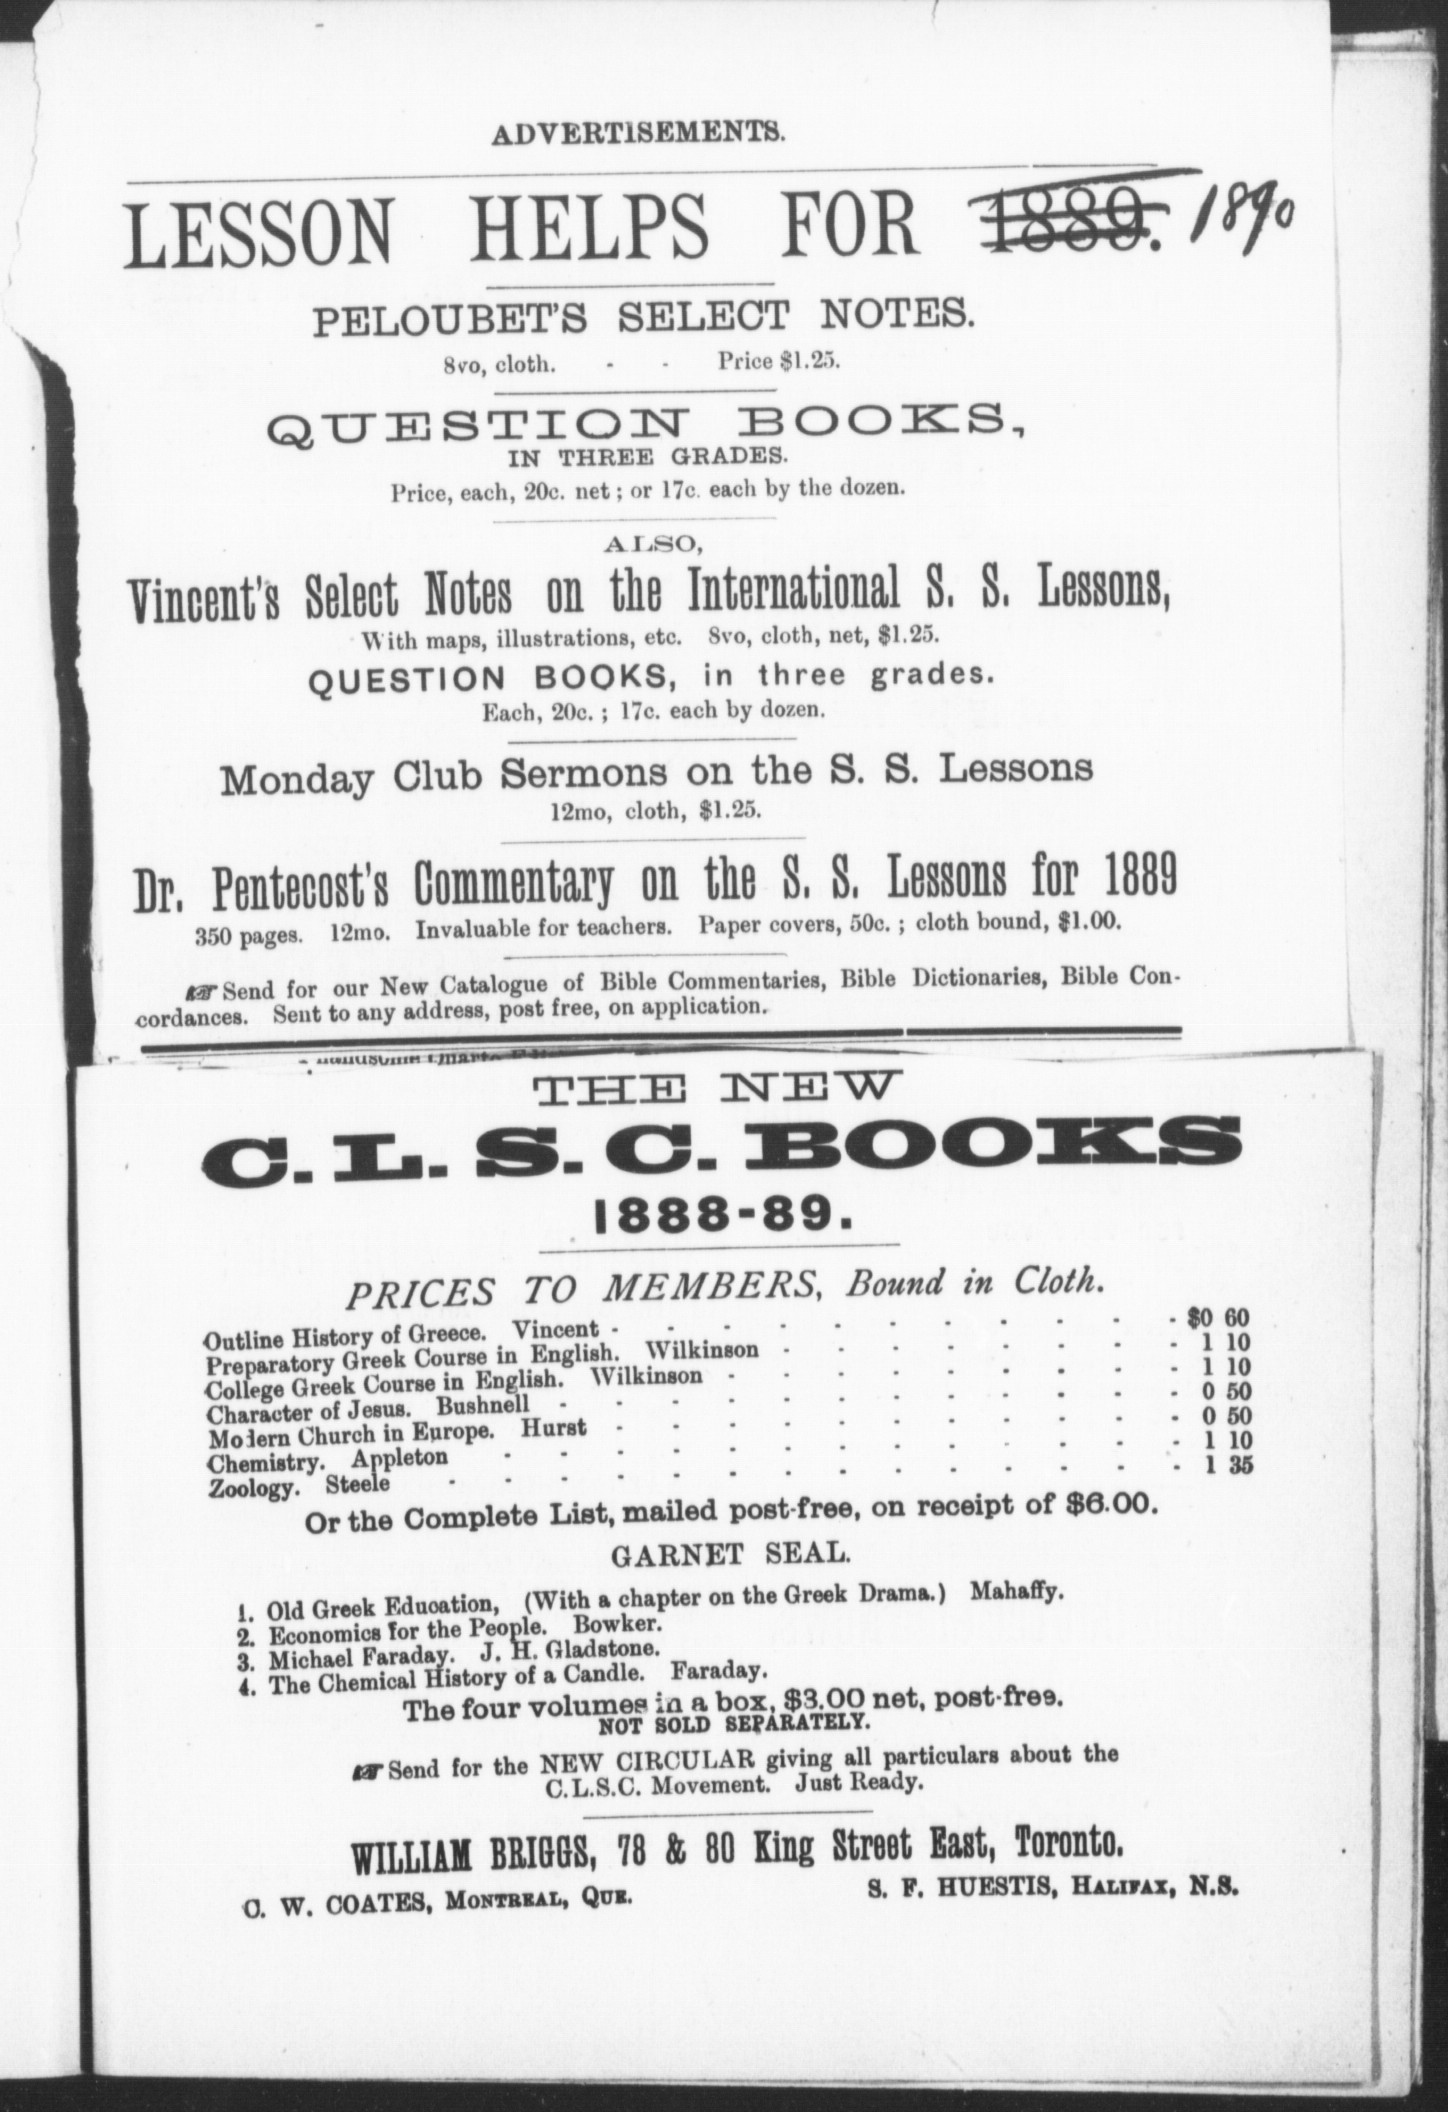 ADVERTISEMENTS.
LESSON HELPS FOR 1889. 1890
PELOUBET'S SELECT NOTES.
8vo, cloth. - - Price $1.25.
QUESTION BOOKS,
IN THREE GRADES.
Price, each, 20c. net; or 17c. each by the dozen.
ALSO,
Vincent's Select Notes on the International S. S. Lessons,
With maps, illustrations, etc. 8vo, cloth, net, $1.25.
QUESTION BOOKS, in three grades.
Each, 20c.; 17c. each by dozen.
Monday Club Sermons on the S. S. Lessons
12mo, cloth, $1.25.
Dr. Pentecost's Commentary on the S. S. Lessons for 1889
350 pages. 12mo. Invaluable for teachers. Paper covers, 50c.; cloth bound, $1.00.
☞Send for our New Catalogue of Bible Commentaries, Bible Dictionaries, Bible Con-
cordances. Sent to any address, post free, on application.
THE NEW
C. L. S. C. BOOKS
1888-89.
PRICES TO MEMBERS, Bound in Cloth.
Outline History of Greece. Vincent - - - - - - - - - - - $0 60
Preparatory Greek Course in English. Wilkinson - - - - - - - - 1 10
College Greek Course in English. Wilkinson - - - - - - - - - 1 10
Character of Jesus. Bushnell - - - - - - - - - - - - 0 50
Modern Church in Europe. Hurst - - - - - - - - - - - 0 50
Chemistry. Appleton - - - - - - - - - - - - - 1 10
Zoology. Steele - - - - - - - - - - - - - - 1 35
Or the Complete List, mailed post-free, on receipt of $6.00.
GARNET SEAL.
1. Old Greek Education, (With a chapter on the Greek Drama.) Mahaffy.
2. Economics for the People. Bowker.
3. Michael Faraday. J. H. Gladstone.
4. The Chemical History of a Candle. Faraday.
The four volumes in a box, $3.00 net, post-free.
NOT SOLD SEPARATELY.
☞Send for the NEW CIRCULAR giving all particulars about the
C.L.S.C. Movement. Just Ready.
WILLIAM BRIGGS, 78 & 80 King Street East, Toronto.
C. W. COATES, MONTREAL, QUE. S. F. HUESTIS, HALIFAX, N.S.